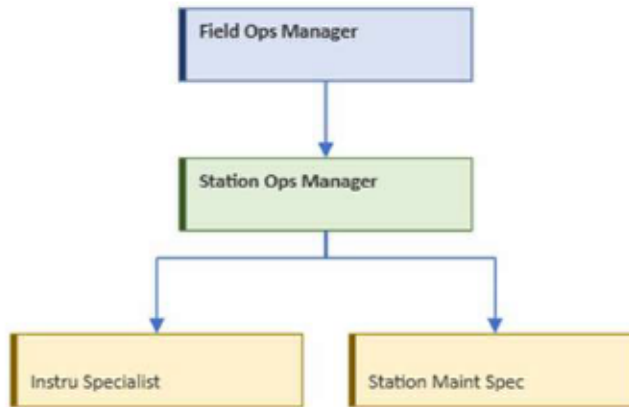 Field Ops Manager
Station Ops Manager
Instru Specialist
Station Maint Spec